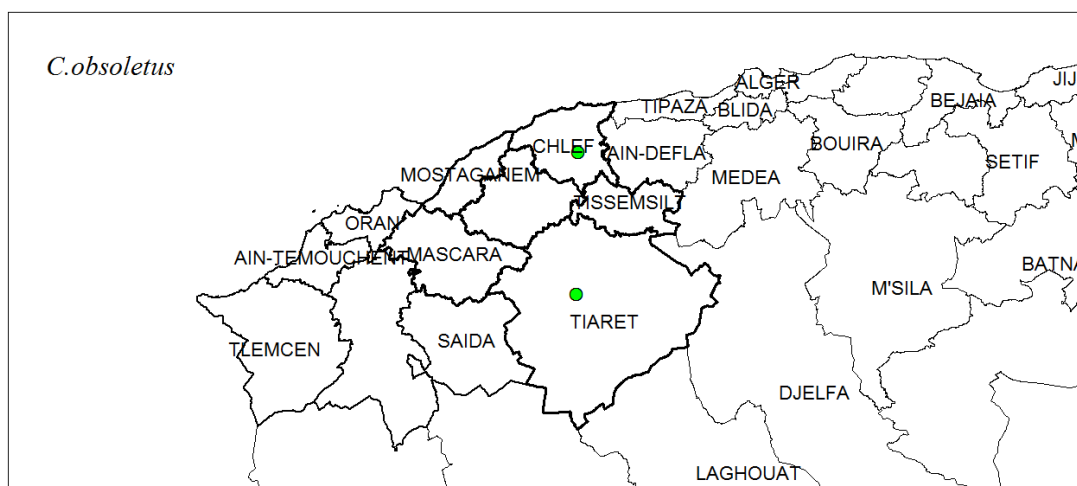 C.obsoletus
ALGER
JIJ
TIPAZA
BLIDA
BEJAIA
CHLEF
AIN-DEFLA
BOUIRA
MOSTAGANEM
MEDEA
SETIF
TISSEMSILT
ORAN
AIN-TEMOUCHENT
MASCARA
BATNA
M'SILA
TIARET
TLEMCEN
SAIDA
DJELFA
LAGHOUAT